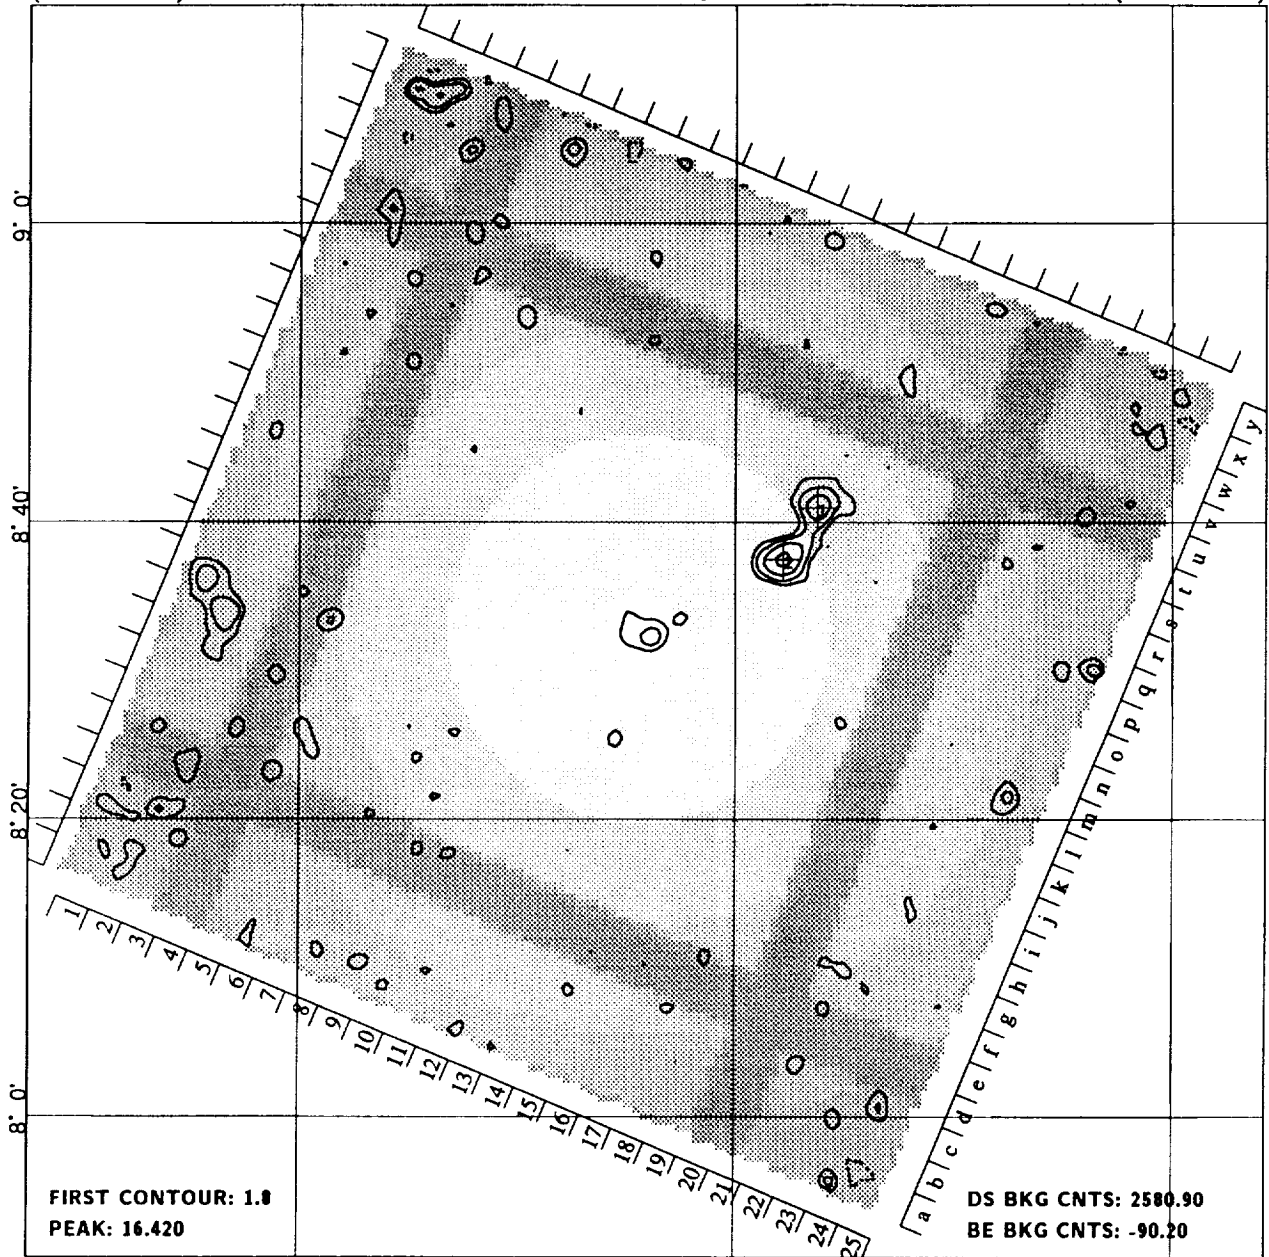 9° 0'
8° 40'
8° 20'
8° 0'
1 2 3 4 5 6 7 8 9 10 11 12 13 14 15 16 17 18 19 20 21 22 23 24 25
a b c d e f g h i j k l m n o p q r s t u v w x y
FIRST CONTOUR: 1.8
PEAK: 16.420
DS BKG CNTS: 2580.90
BE BKG CNTS: -90.20